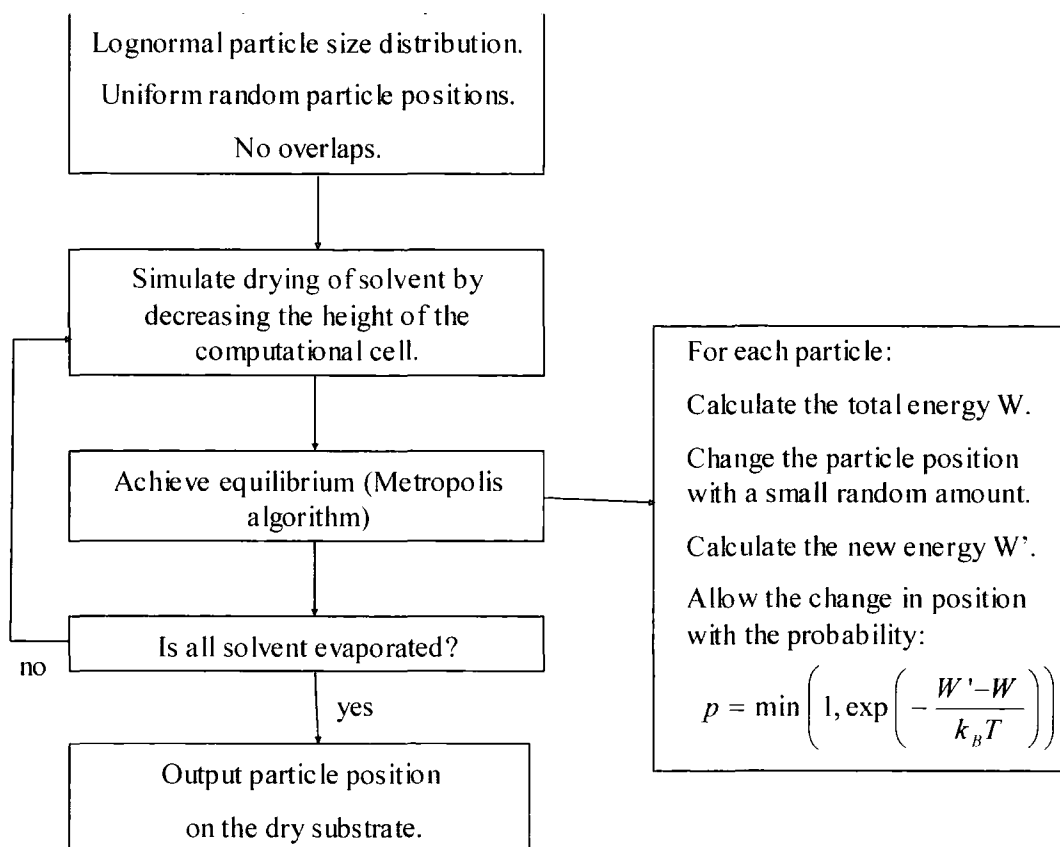 Lognormal particle size distribution.
Uniform random particle positions.
No overlaps.
Simulate drying of solvent by
decreasing the height of the
computational cell.
Achieve equilibrium (Metropolis
algorithm)
Is all solvent evaporated?
no
yes
Output particle position
on the dry substrate.
For each particle:
Calculate the total energy W.
Change the particle position
with a small random amount.
Calculate the new energy W'.
Allow the change in position
with the probability:
p = min(1, exp(-(W'-W)/(k_B T)))